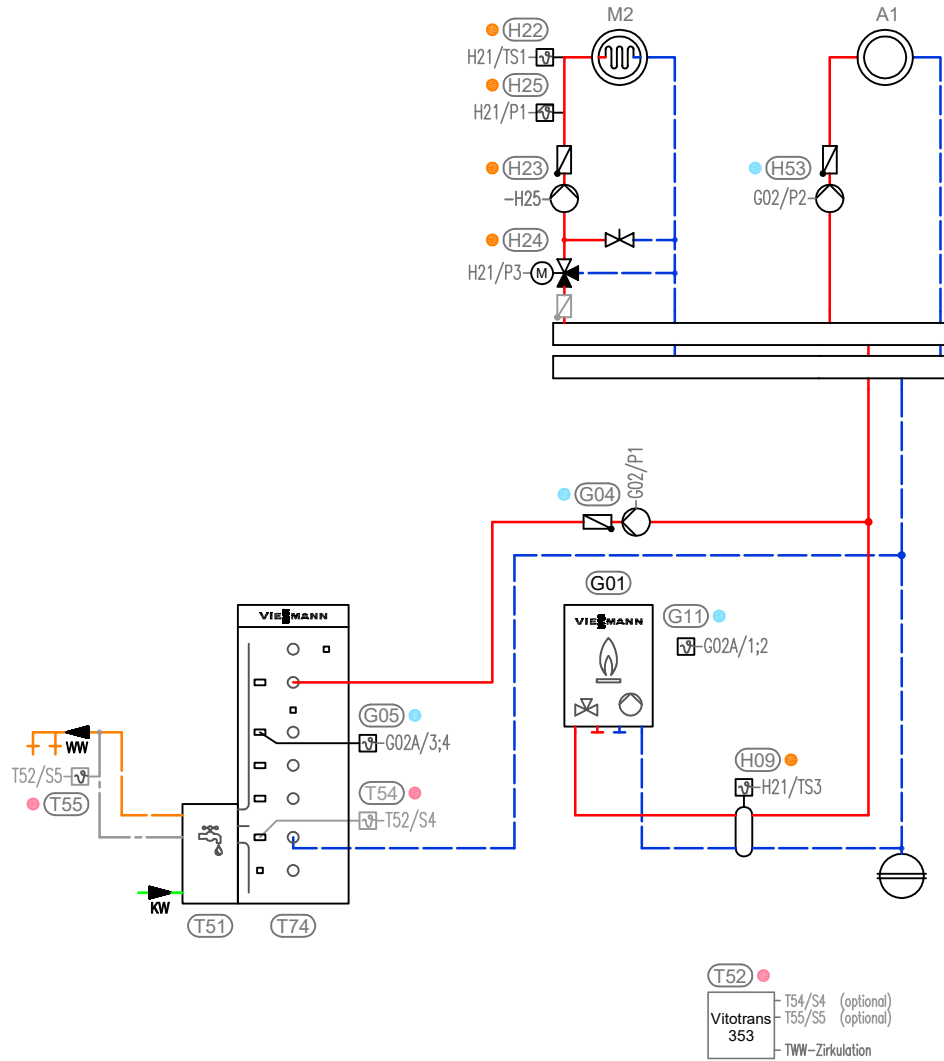 M2
A1
H22
H21/TS1
H25
H21/P1
H23
H53
-H25
G02/P2
H24
H21/P3
M
G02/P1
G04
G01
VIESSMANN
VIESSMANN
G11
G02A/1;2
G05
G02A/3;4
WW
T52/S5
T55
T54
T52/S4
H09
H21/TS3
KW
T51
T74
T52
Vitotrans
353
T54/S4 (optional)
T55/S5 (optional)
TWW-Zirkulation